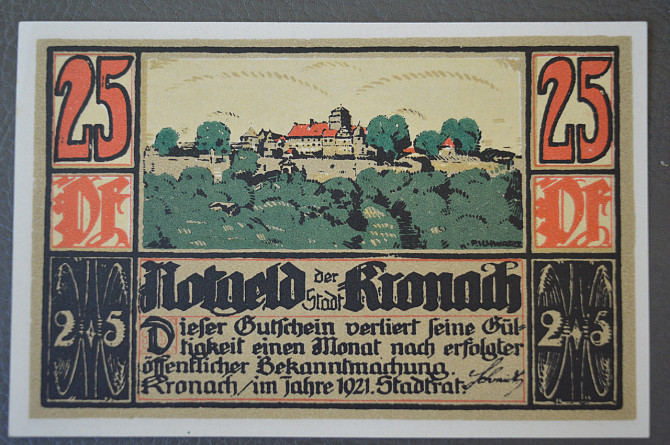 25
25
Pf
Pf
Notgeld der Stadt Kronach
25
25
Dieser Gutschein verliert seine Gül-
tigkeit einen Monat nach erfolgter
öffentlicher Bekanntmachung.
Kronach / im Jahre 1921. Stadtrat: